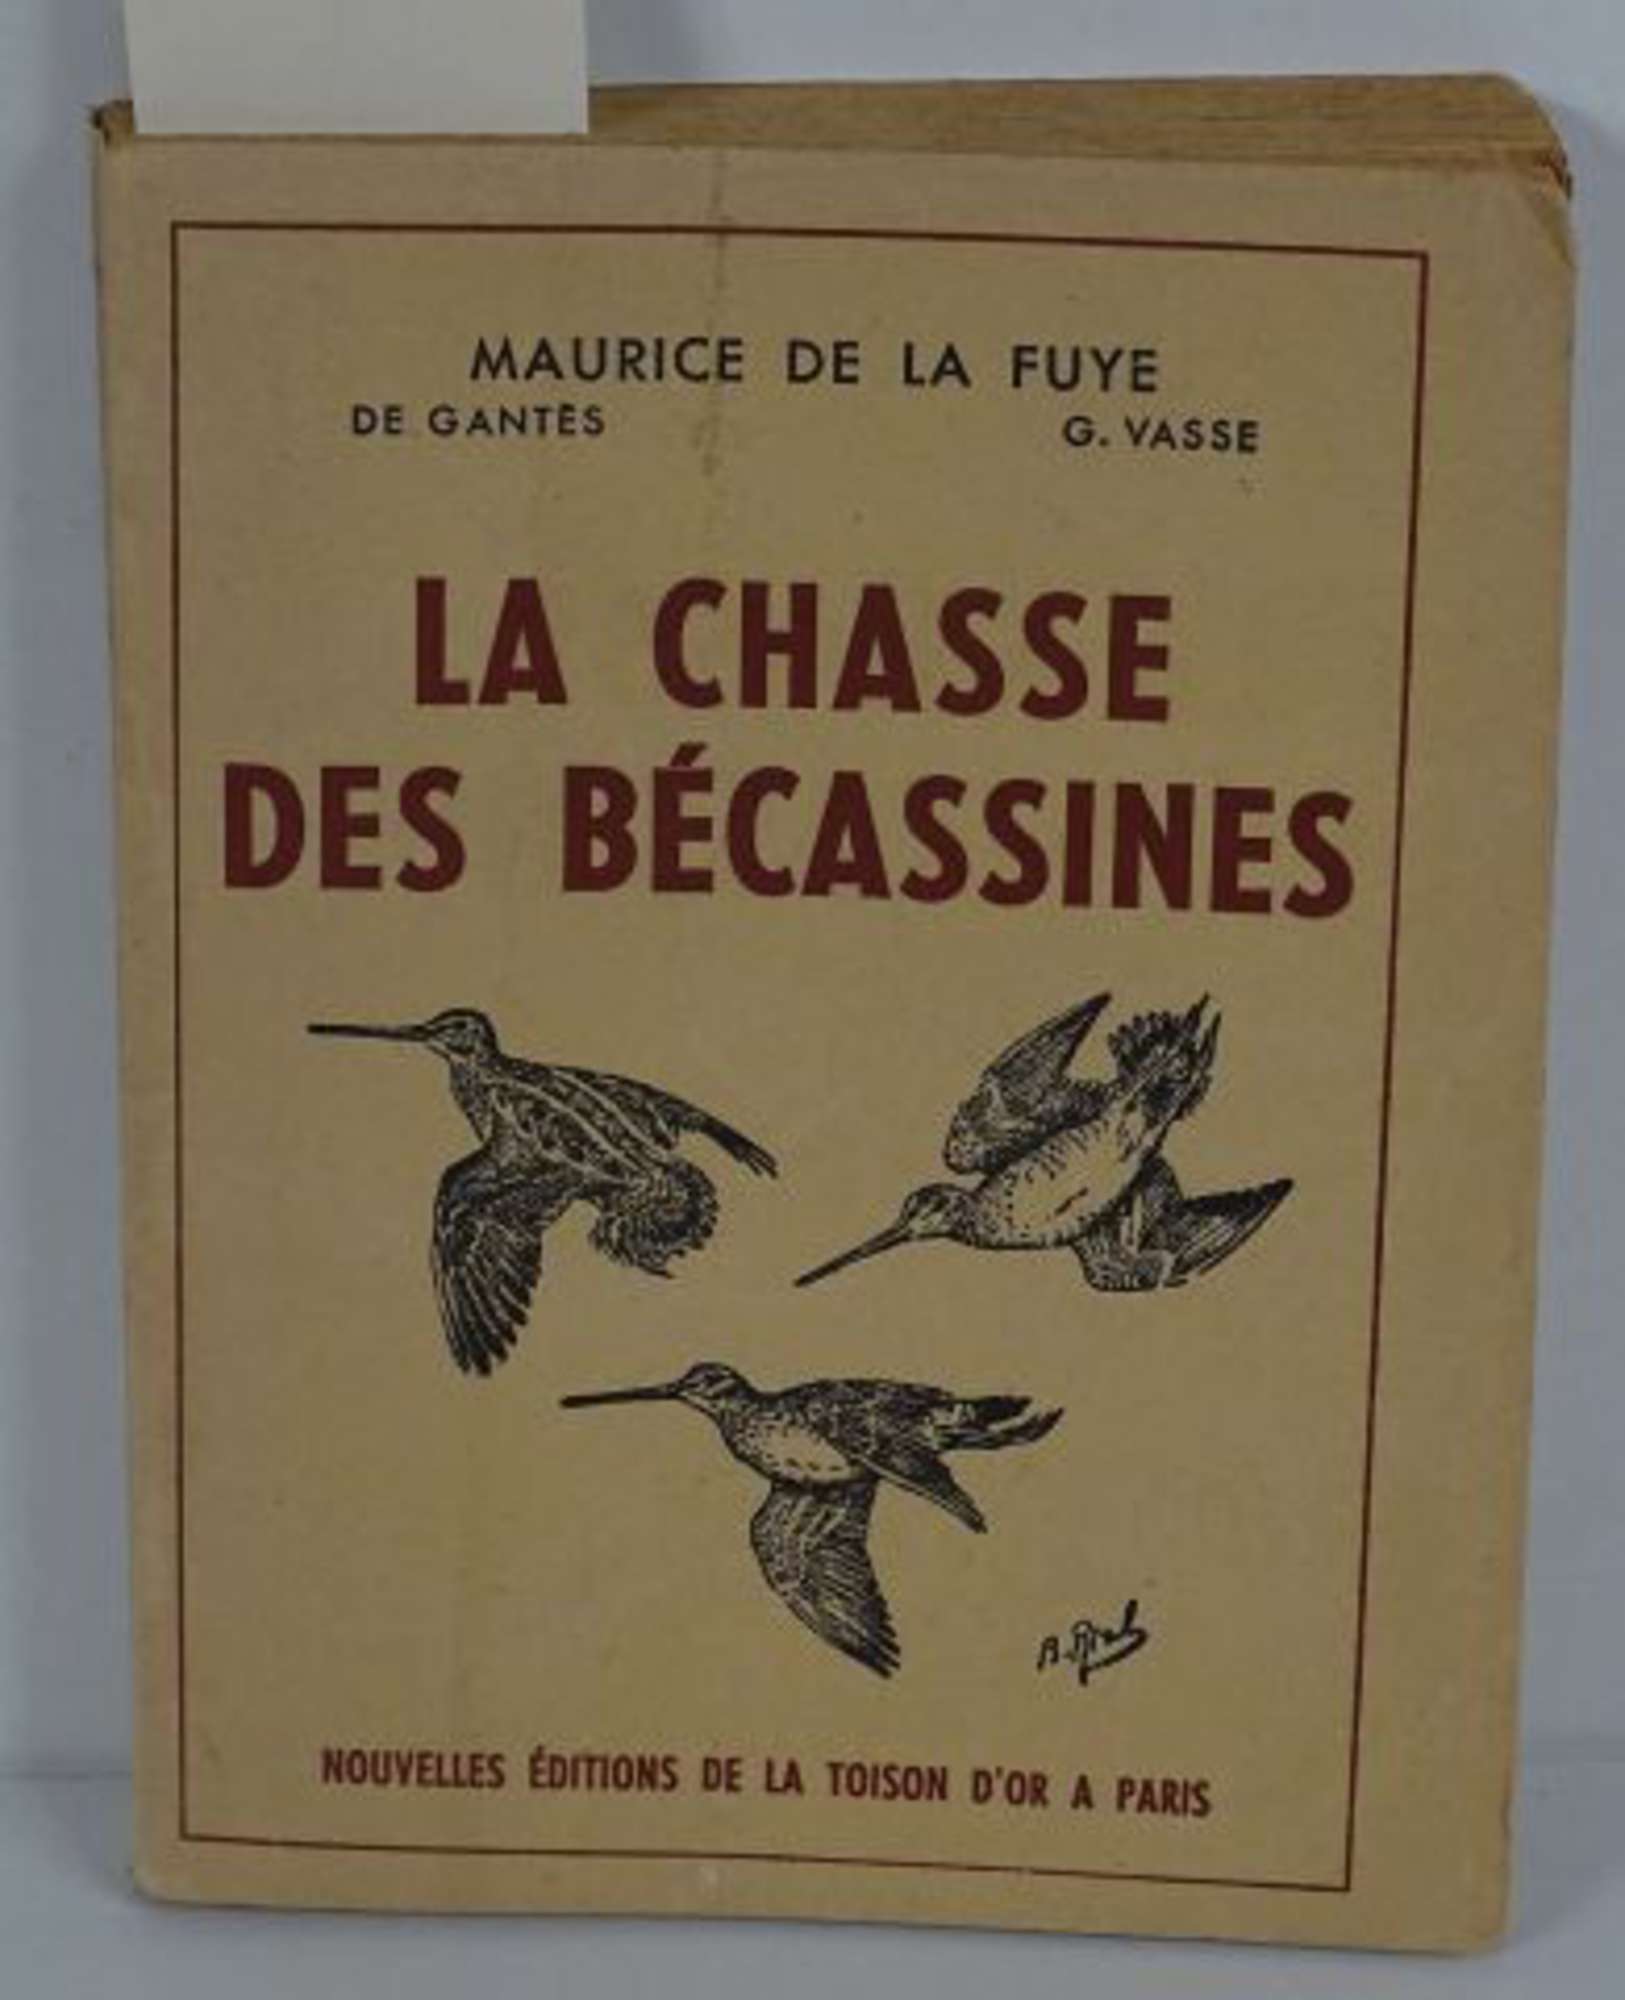 MAURICE DE LA FUYE
DE GANTÈS G. VASSE
LA CHASSE
DES BÉCASSINES
NOUVELLES ÉDITIONS DE LA TOISON D'OR A PARIS